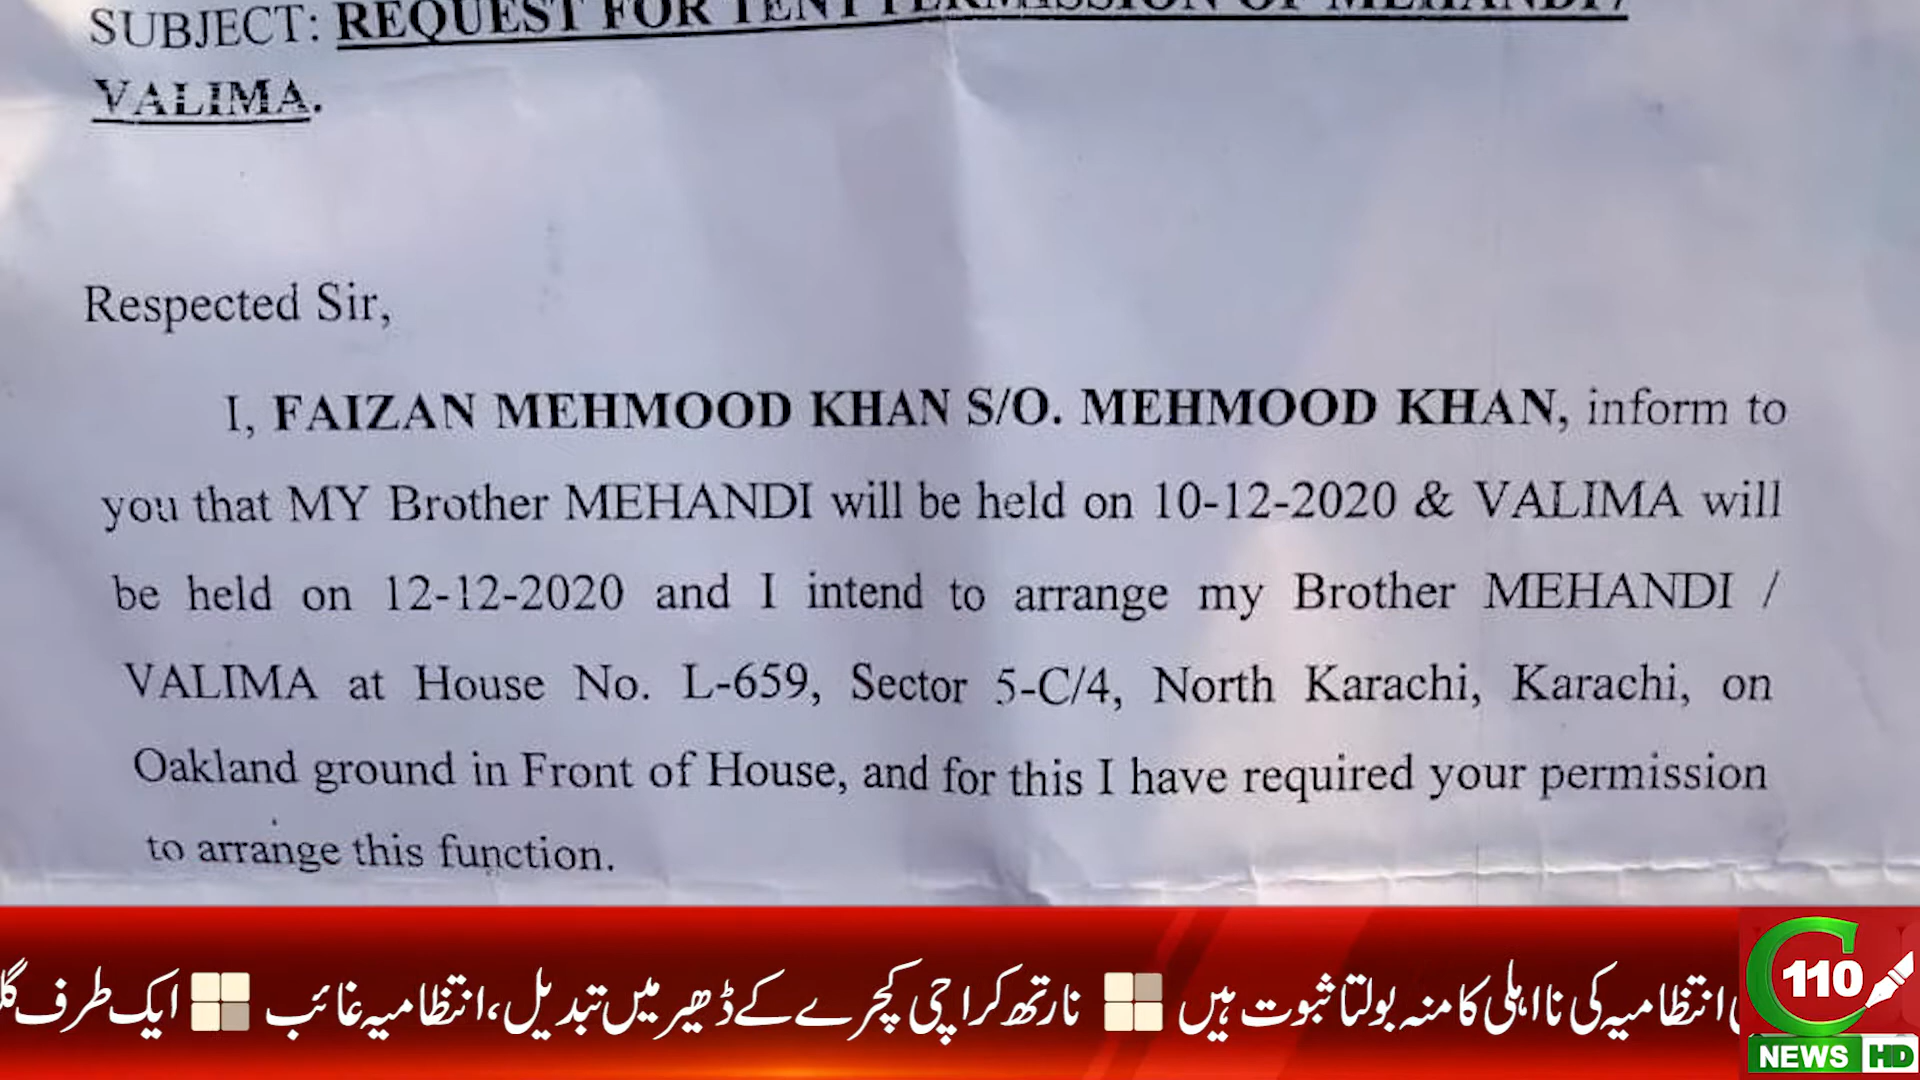 SUBJECT: REQUEST FOR TENT PERMISSION OF MEHANDI /
VALIMA.
Respected Sir,
I, FAIZAN MEHMOOD KHAN S/O. MEHMOOD KHAN, inform to
you that MY Brother MEHANDI will be held on 10-12-2020 & VALIMA will
be held on 12-12-2020 and I intend to arrange my Brother MEHANDI /
VALIMA at House No. L-659, Sector 5-C/4, North Karachi, Karachi, on
Oakland ground in Front of House, and for this I have required your permission
to arrange this function.
انتظامیہ کی نااہلی کا منہ بولتا ثبوت ہیں نارتھ کراچی کچرے کے ڈھیر میں تبدیل، انتظامیہ غائب ایک طرف
C 110
NEWS HD